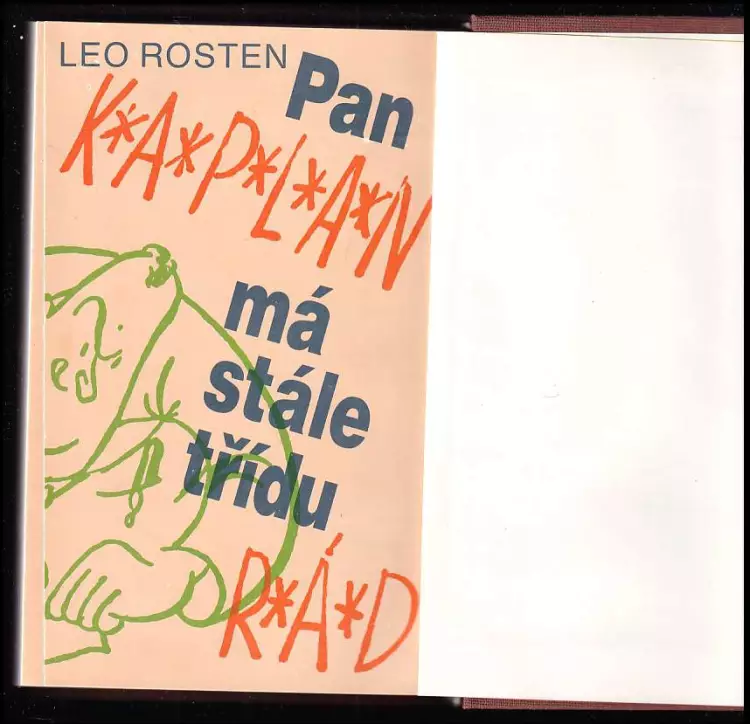 LEO ROSTEN
Pan
K*A*P*L*A*N
má
stále
třídu
R*Á*D